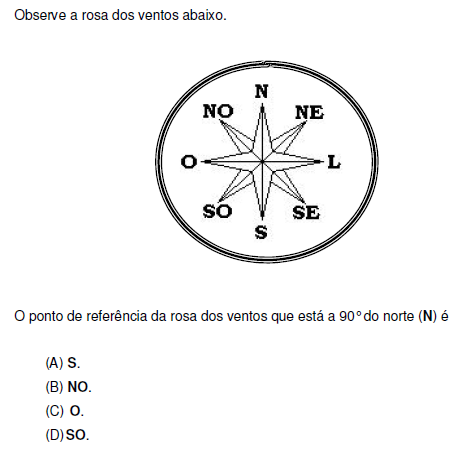 Observe a rosa dos ventos abaixo.
N
NO NE
O L
SO SE
S
O ponto de referência da rosa dos ventos que está a 90° do norte (N) é
(A) S.
(B) NO.
(C) O.
(D) SO.